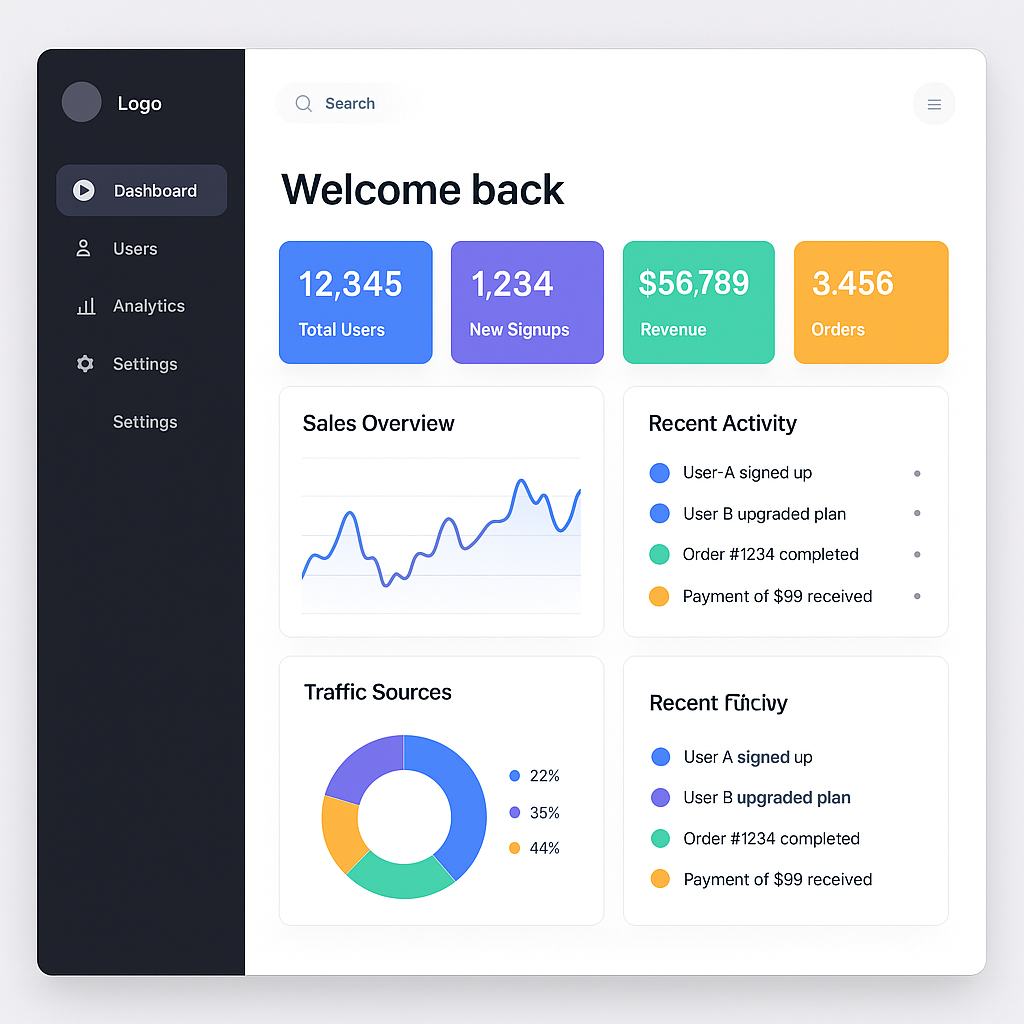 Logo
Dashboard
Users
Analytics
Settings
Settings
Search
Welcome back
12,345
Total Users
1,234
New Signups
$56,789
Revenue
3.456
Orders
Sales Overview
Recent Activity
User-A signed up
User B upgraded plan
Order #1234 completed
Payment of $99 received
Traffic Sources
22%
35%
44%
Recent
User A signed up
User B upgraded plan
Order #1234 completed
Payment of $99 received